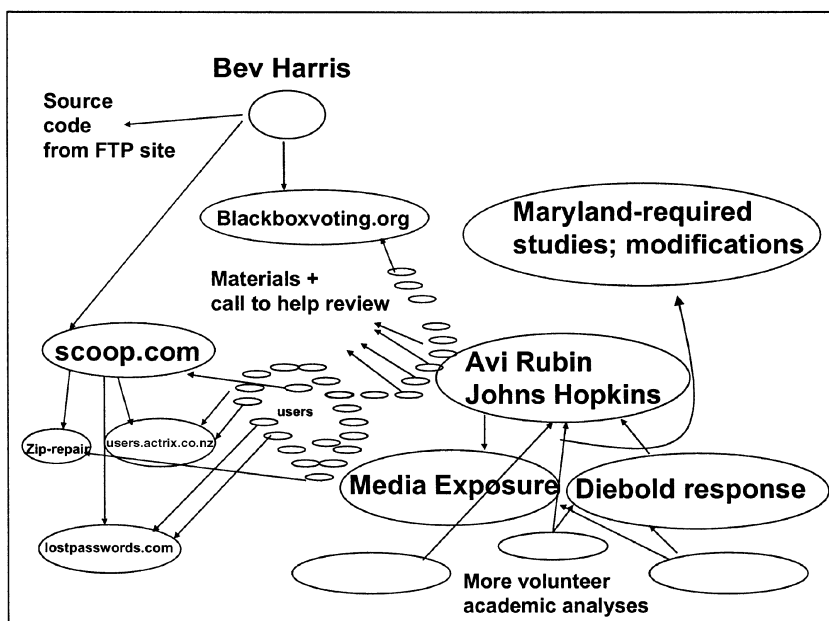 Bev Harris
Source
code
from FTP site
Blackboxvoting.org
Maryland-required
studies; modifications
Materials +
call to help review
scoop.com
Avi Rubin
Johns Hopkins
users
Zip-repair
users.actrix.co.nz
Media Exposure
Diebold response
lostpasswords.com
More volunteer
academic analyses